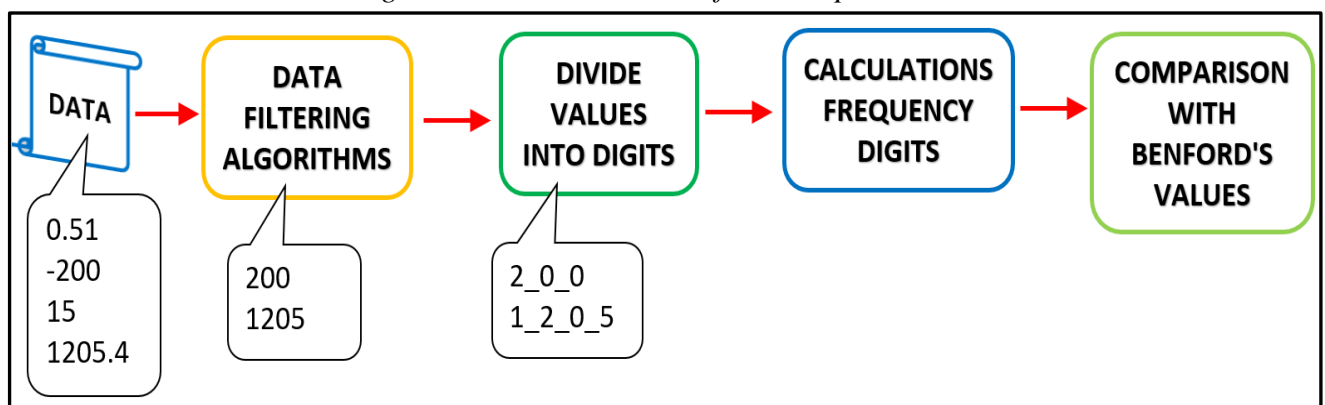 DATA
DATA
FILTERING
ALGORITHMS
DIVIDE
VALUES
INTO DIGITS
CALCULATIONS
FREQUENCY
DIGITS
COMPARISON
WITH
BENFORD'S
VALUES
0.51
-200
15
1205.4
200
1205
2_0_0
1_2_0_5